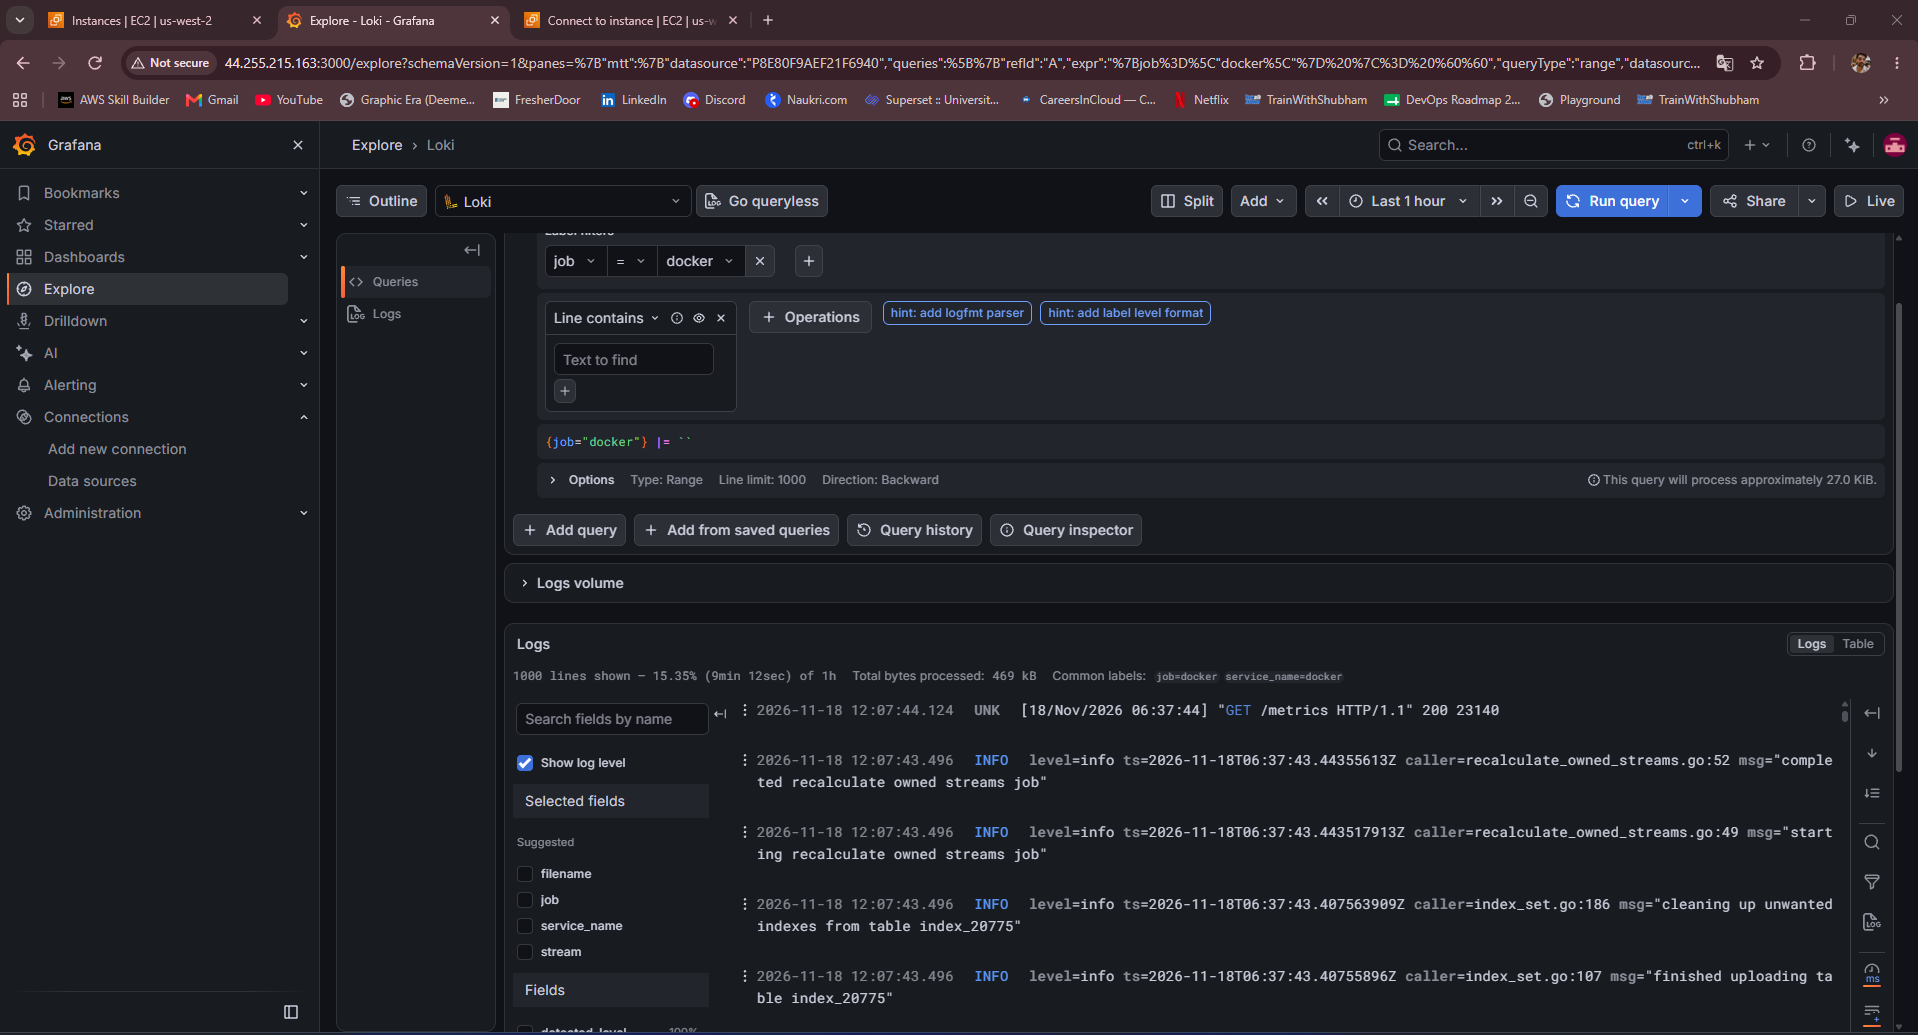 Instances | EC2 | us-west-2
Explore - Loki - Grafana
Connect to instance | EC2 | us-w
Not secure
44.255.215.163:3000/explore?schemaVersion=1&panes=%7B"mtt":%7B"datasource":"P8E80F9AEF21F6940","queries":%5B%7B"refId":"A","expr":"%7Bjob%3D%5C"docker%5C"%7D%20%7C%3D%20%60%60","queryType":"range","datasourc...
AWS Skill Builder
Gmail
YouTube
Graphic Era (Deeme...
FresherDoor
LinkedIn
Discord
Naukri.com
Superset :: Universit...
CareersInCloud — C...
Netflix
TrainWithShubham
DevOps Roadmap 2...
Playground
TrainWithShubham
Grafana
Explore › Loki
Search...
ctrl+k
Bookmarks
Starred
Dashboards
Explore
Drilldown
AI
Alerting
Connections
Add new connection
Data sources
Administration
Outline
Loki
Go queryless
Split
Add
Last 1 hour
Run query
Share
Live
Queries
Logs
Label filters
job
=
docker
Line contains
Text to find
Operations
hint: add logfmt parser
hint: add label level format
{job="docker"} |= ``
Options Type: Range Line limit: 1000 Direction: Backward
This query will process approximately 27.0 KiB.
Add query
Add from saved queries
Query history
Query inspector
Logs volume
Logs
Logs
Table
1000 lines shown — 15.35% (9min 12sec) of 1h Total bytes processed: 469 kB Common labels: job=docker service_name=docker
Search fields by name
Show log level
Selected fields
Suggested
filename
job
service_name
stream
Fields
detected_level 100%
2026-11-18 12:07:44.124 UNK [18/Nov/2026 06:37:44] "GET /metrics HTTP/1.1" 200 23140
2026-11-18 12:07:43.496 INFO level=info ts=2026-11-18T06:37:43.44355613Z caller=recalculate_owned_streams.go:52 msg="comple
ted recalculate owned streams job"
2026-11-18 12:07:43.496 INFO level=info ts=2026-11-18T06:37:43.443517913Z caller=recalculate_owned_streams.go:49 msg="start
ing recalculate owned streams job"
2026-11-18 12:07:43.496 INFO level=info ts=2026-11-18T06:37:43.407563909Z caller=index_set.go:186 msg="cleaning up unwanted
indexes from table index_20775"
2026-11-18 12:07:43.496 INFO level=info ts=2026-11-18T06:37:43.40755896Z caller=index_set.go:107 msg="finished uploading ta
ble index_20775"
LOG
ms